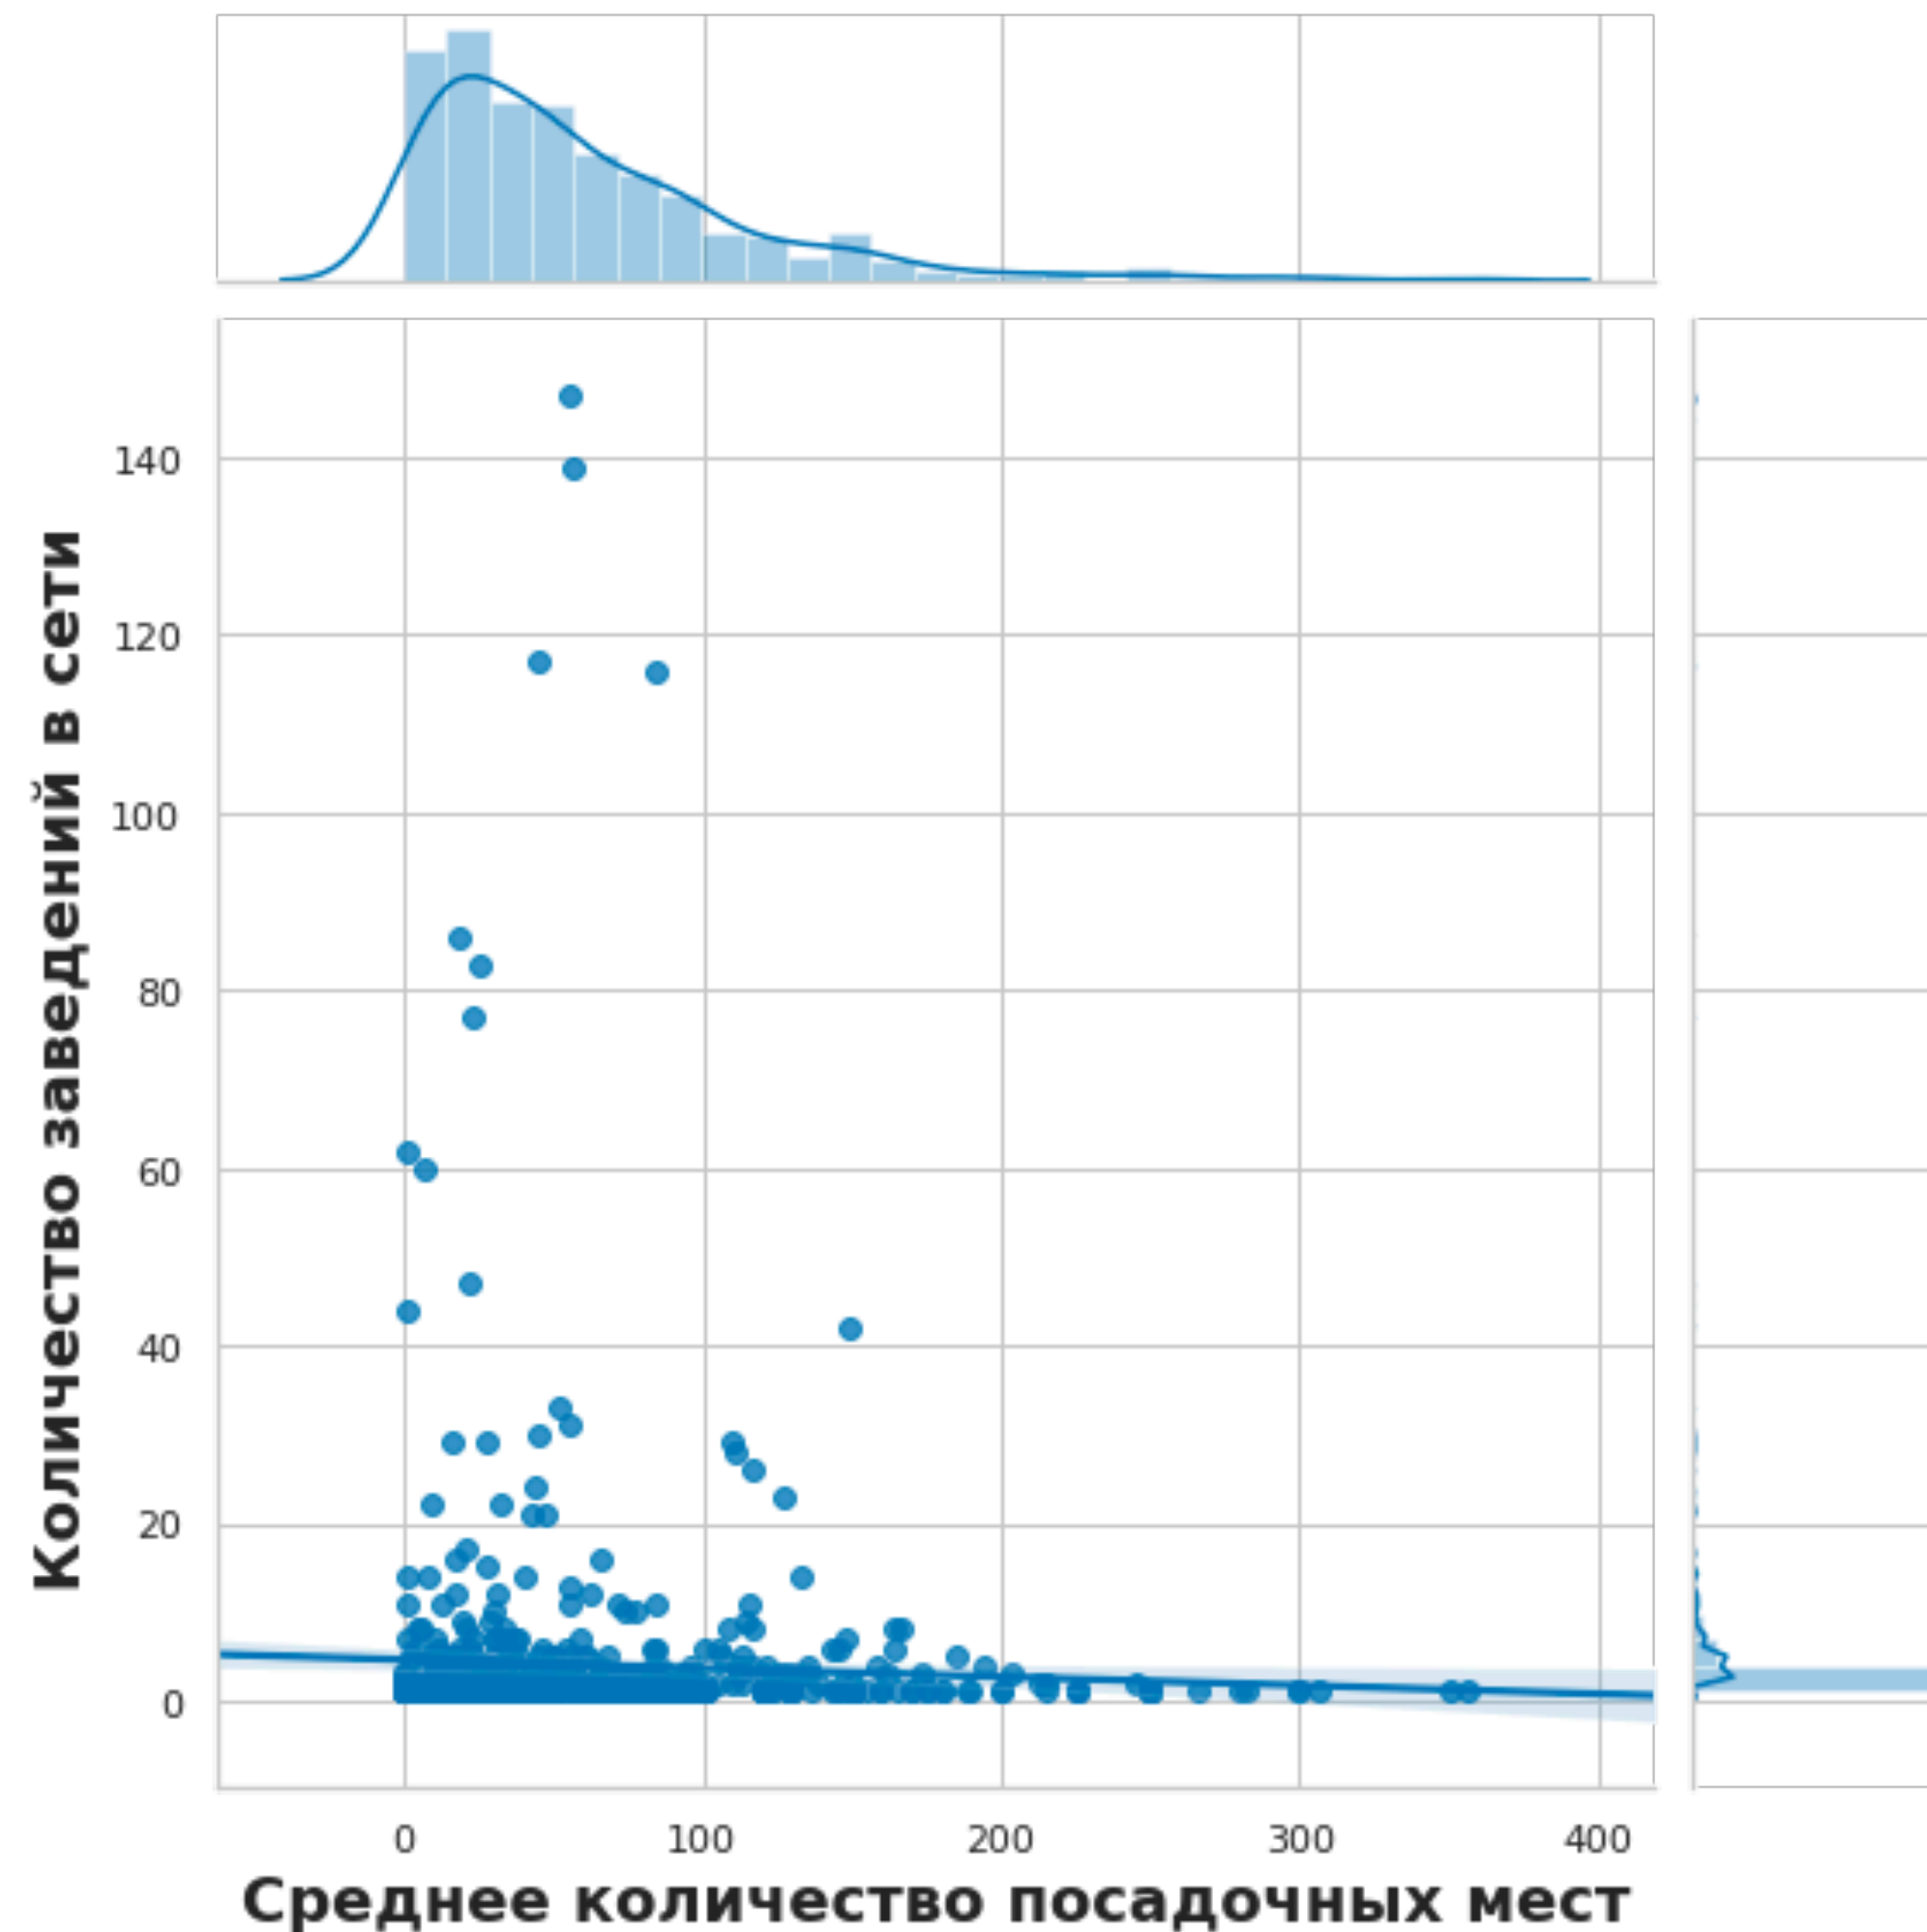 Количество заведений в сети
140
120
100
80
60
40
20
0
0 100 200 300 400
Среднее количество посадочных мест